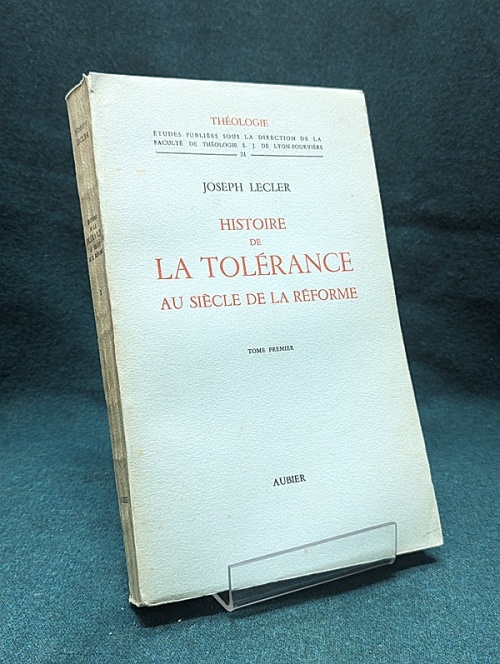 THÉOLOGIE
ÉTUDES PUBLIÉES SOUS LA DIRECTION DE LA
FACULTÉ DE THÉOLOGIE S. J. DE LYON-FOURVIÈRE
31
JOSEPH LECLER
HISTOIRE
DE
LA TOLÉRANCE
AU SIÈCLE DE LA RÉFORME
TOME PREMIER
AUBIER